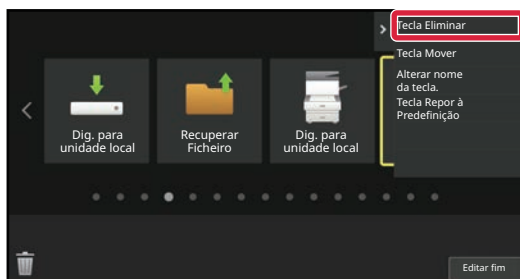 Tecla Eliminar
Tecla Mover
Alterar nome
da tecla.
Tecla Repor à
Predefinição
Dig. para
unidade local
Recuperar
Ficheiro
Dig. para
unidade local
Editar fim